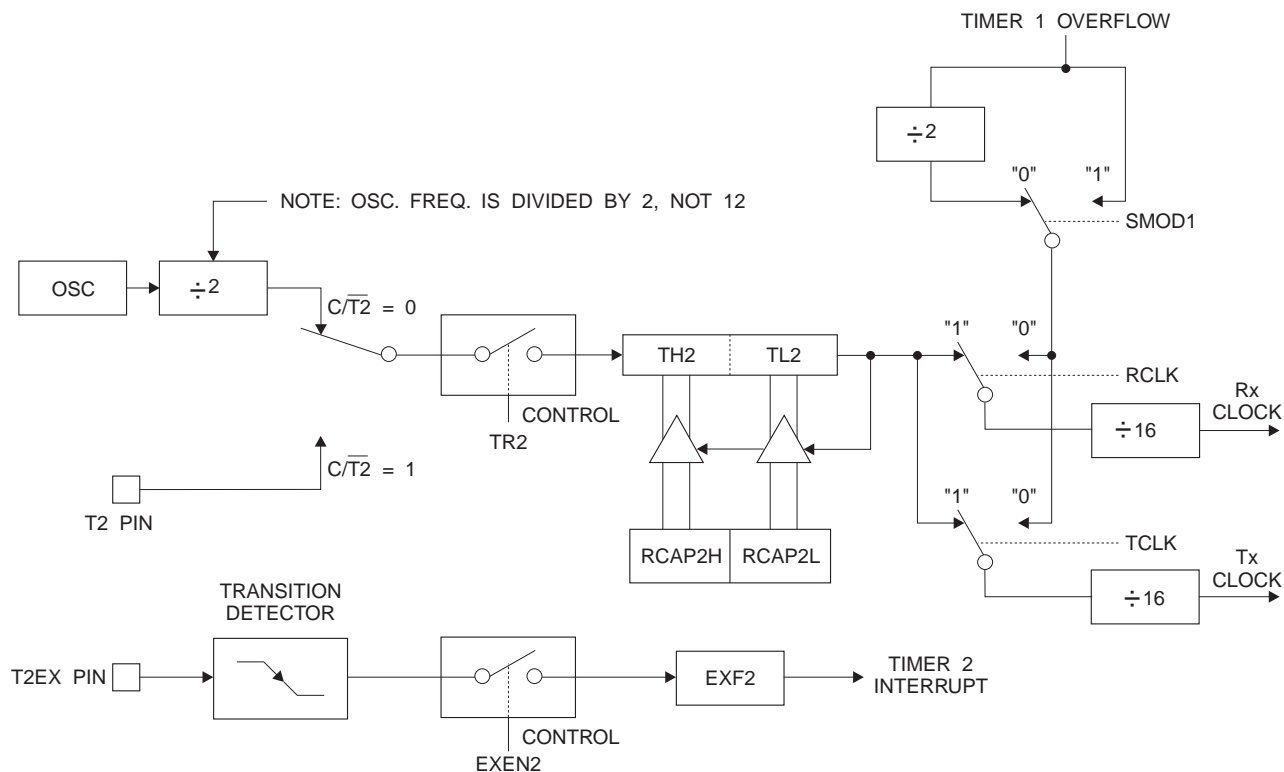 TIMER 1 OVERFLOW
÷2
"0" "1"
NOTE: OSC. FREQ. IS DIVIDED BY 2, NOT 12
SMOD1
OSC
÷2
C/T2̅ = 0
"1" "0"
TH2 TL2
RCLK
Rx
CLOCK
CONTROL
÷16
TR2
C/T2̅ = 1
"1" "0"
T2 PIN
RCAP2H RCAP2L
TCLK
Tx
CLOCK
TRANSITION
DETECTOR
÷16
T2EX PIN
EXF2
TIMER 2
INTERRUPT
CONTROL
EXEN2